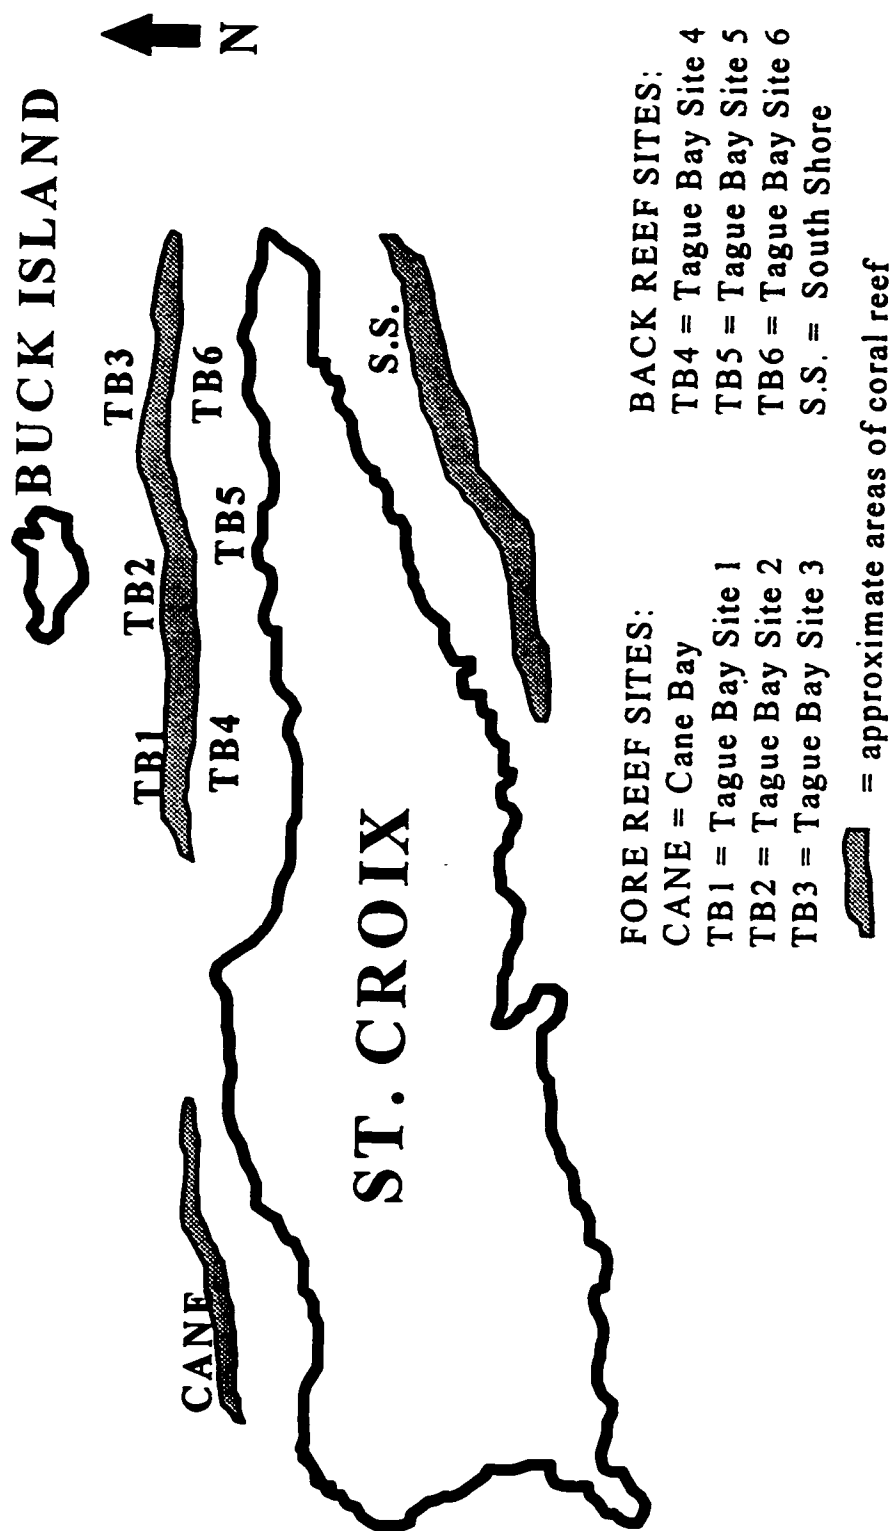 BUCK ISLAND
N
TB1
TB2
TB3
TB4
TB5
TB6
CANE
ST. CROIX
S.S.
FORE REEF SITES:
CANE = Cane Bay
TB1 = Tague Bay Site 1
TB2 = Tague Bay Site 2
TB3 = Tague Bay Site 3
BACK REEF SITES:
TB4 = Tague Bay Site 4
TB5 = Tague Bay Site 5
TB6 = Tague Bay Site 6
S.S. = South Shore
= approximate areas of coral reef